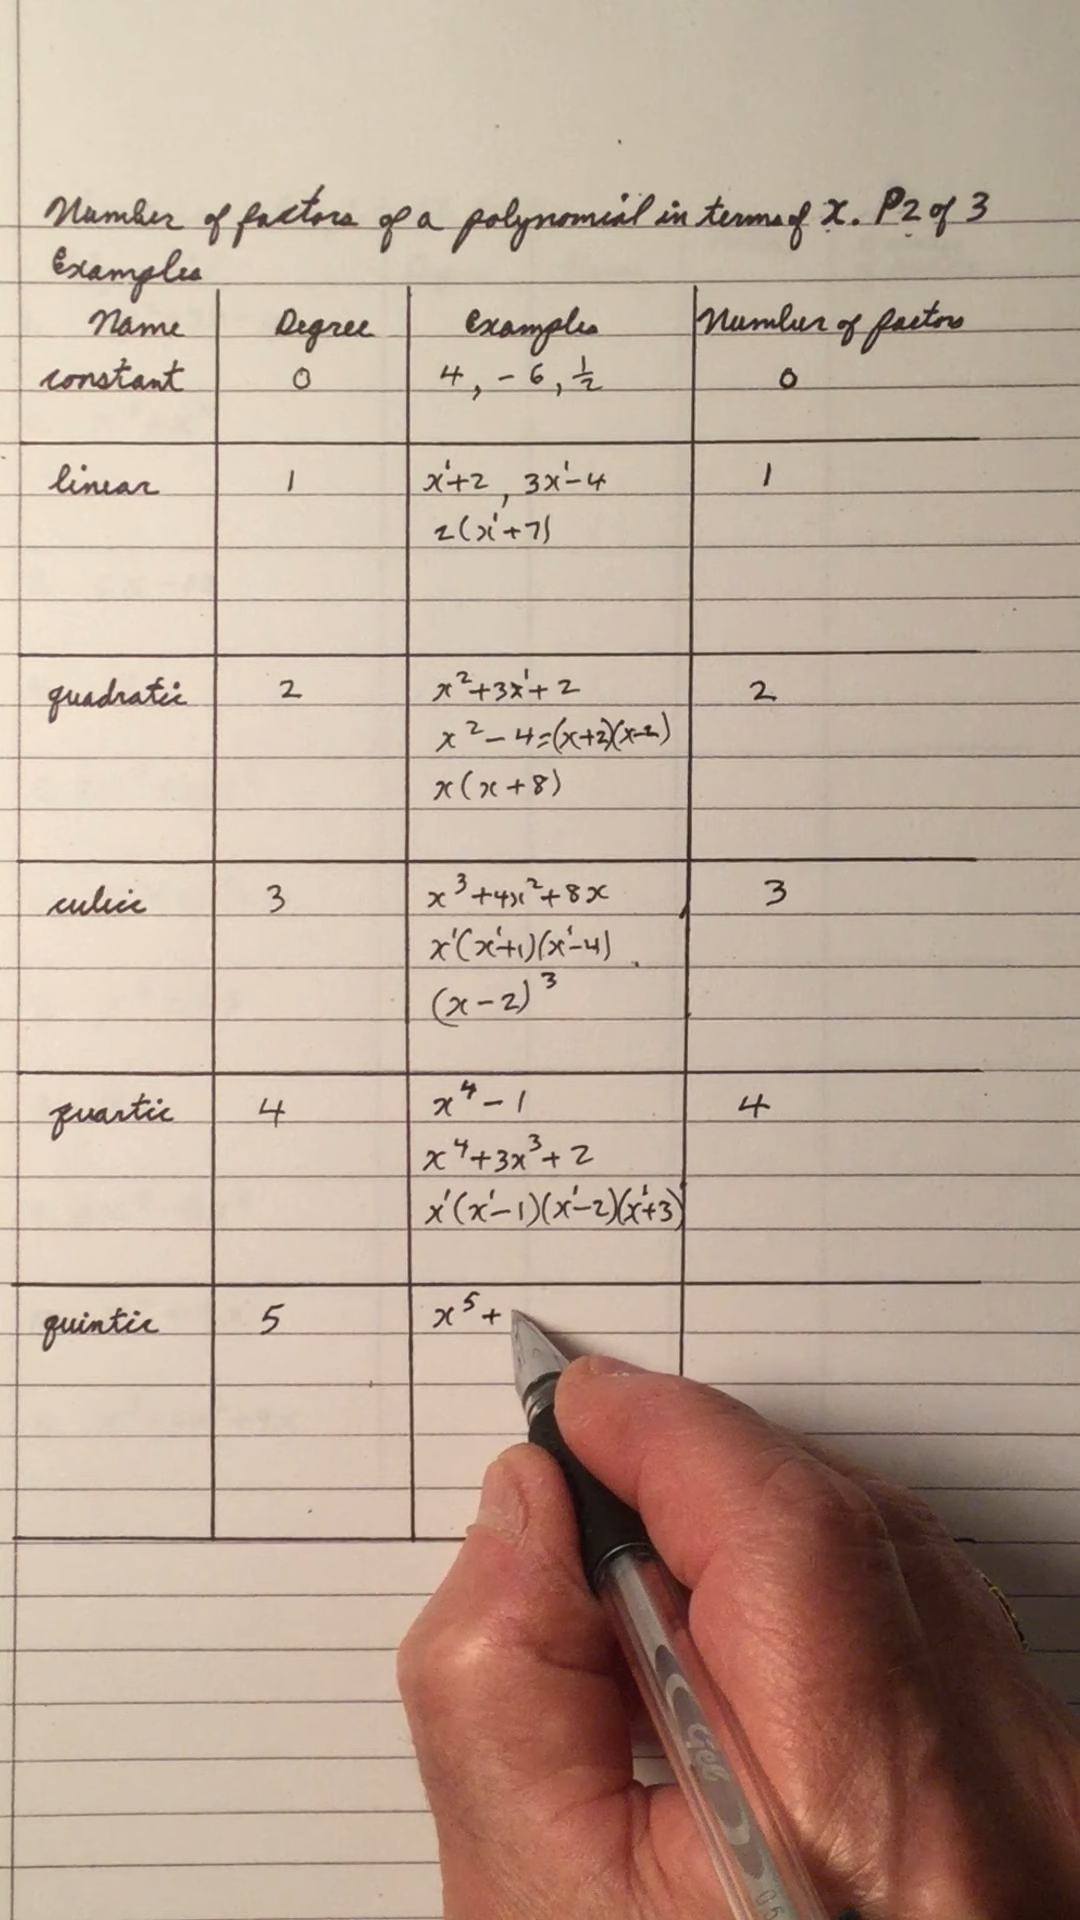 Number of factors of a polynomial in terms of x. P2 of 3
Examples
Name Degree Examples Number of factors
constant 0 4, -6, 1/2 0
linear 1 x¹+2, 3x¹-4 1
2(x¹+7)
quadratic 2 x²+3x¹+2 2
x²-4=(x+2)(x-2)
x(x+8)
cubic 3 x³+4x²+8x 3
x¹(x¹+1)(x¹-4)
(x-2)³
quartic 4 x⁴-1 4
x⁴+3x³+2
x¹(x¹-1)(x¹-2)(x¹+3)
quintic 5 x⁵+